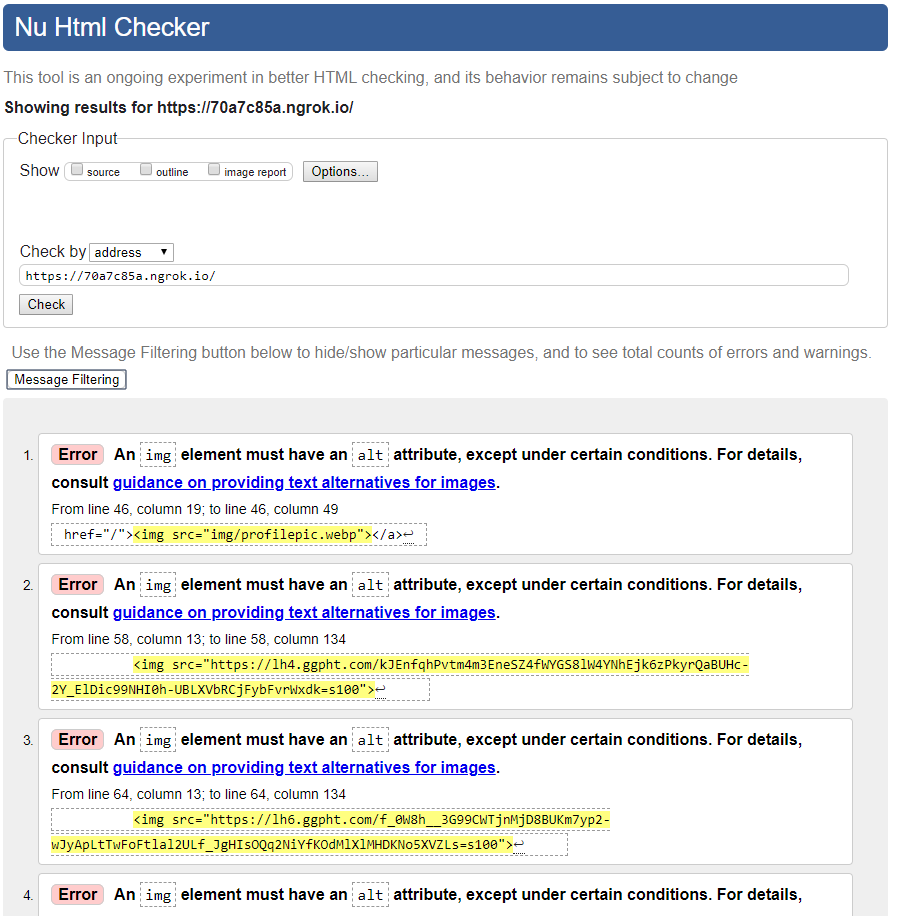 Nu Html Checker
This tool is an ongoing experiment in better HTML checking, and its behavior remains subject to change
Showing results for https://70a7c85a.ngrok.io/
Checker Input
Show source outline image report Options...
Check by address
https://70a7c85a.ngrok.io/
Check
Use the Message Filtering button below to hide/show particular messages, and to see total counts of errors and warnings.
Message Filtering
1. Error An img element must have an alt attribute, except under certain conditions. For details,
consult guidance on providing text alternatives for images.
From line 46, column 19; to line 46, column 49
href="/"><img src="img/profilepic.webp"></a>↩
2. Error An img element must have an alt attribute, except under certain conditions. For details,
consult guidance on providing text alternatives for images.
From line 58, column 13; to line 58, column 134
<img src="https://lh4.ggpht.com/kJEnfqhPvtm4m3EneSZ4fWYGS8lW4YNhEjk6zPkyrQaBUHc-
2Y_ElDic99NHI0h-UBLXVbRCjFybFvrWxdk=s100">↩
3. Error An img element must have an alt attribute, except under certain conditions. For details,
consult guidance on providing text alternatives for images.
From line 64, column 13; to line 64, column 134
<img src="https://lh6.ggpht.com/f_0W8h__3G99CWTjnMjD8BUKm7yp2-
wJyApLtTwFoFtlal2ULf_JgHIsOQq2NiYfKOdMlXlMHDKNo5XVZLs=s100">↩
4. Error An img element must have an alt attribute, except under certain conditions. For details,